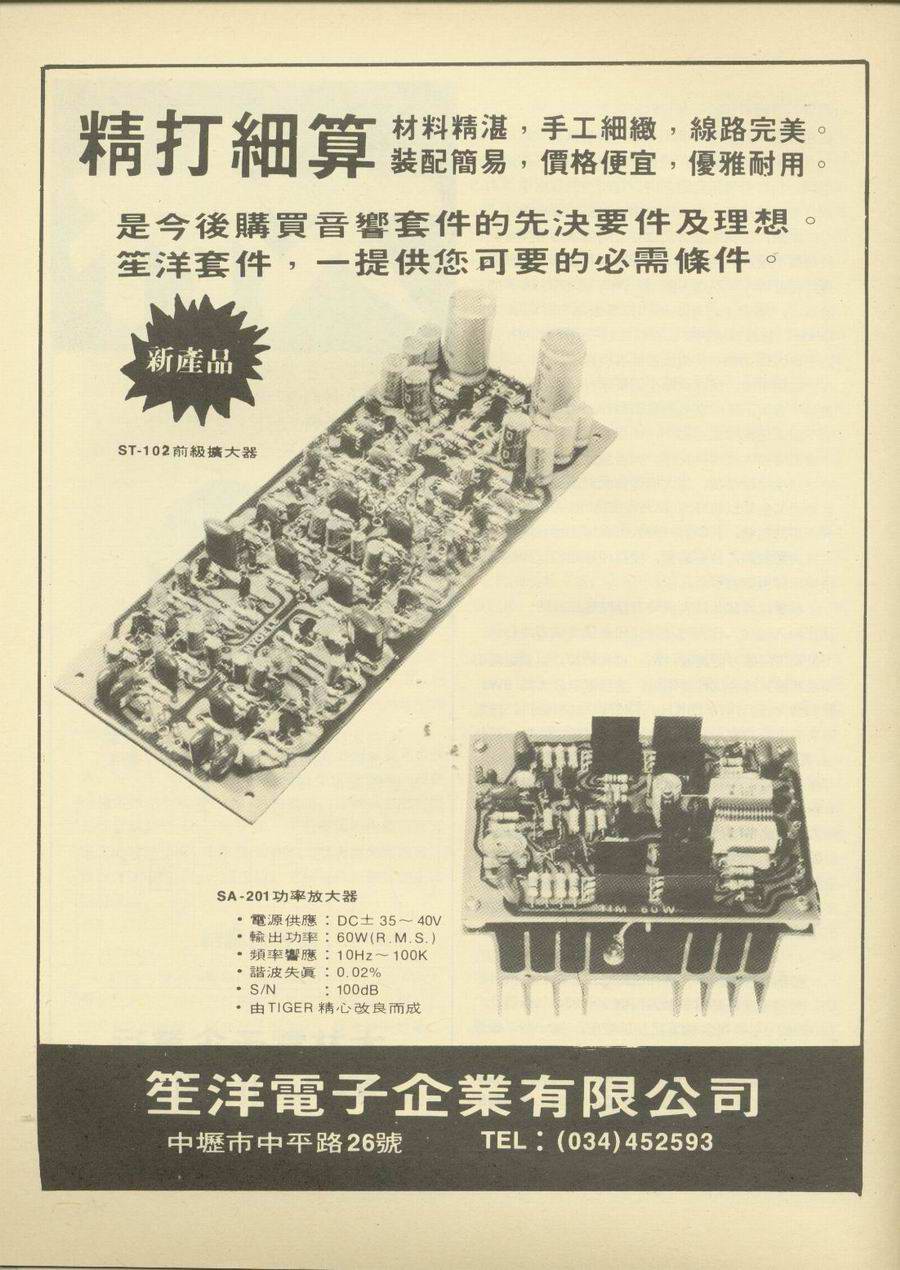 精打細算
材料精湛，手工細緻，線路完美。
裝配簡易，價格便宜，優雅耐用。
是今後購買音響套件的先決要件及理想。
笙洋套件，一提供您可要的必需條件。
新產品
ST-102前級擴大器
TIM 60W
SA-201功率放大器
• 電源供應：DC± 35～40V
• 輸出功率：60W(R.M.S.)
• 頻率響應：10Hz～100K
• 諧波失眞：0.02%
• S/N ：100dB
• 由TIGER精心改良而成
笙洋電子企業有限公司
中壢市中平路26號 TEL：(034)452593